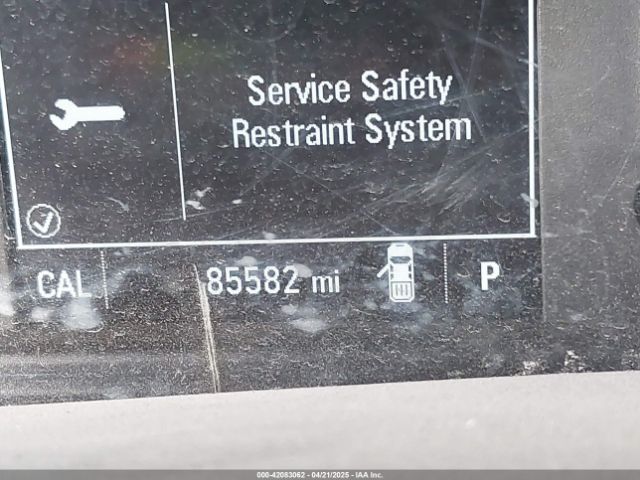 Service Safety
Restraint System
CAL
85582 mi
P
000-42083062 - 04/21/2025 - IAA Inc.